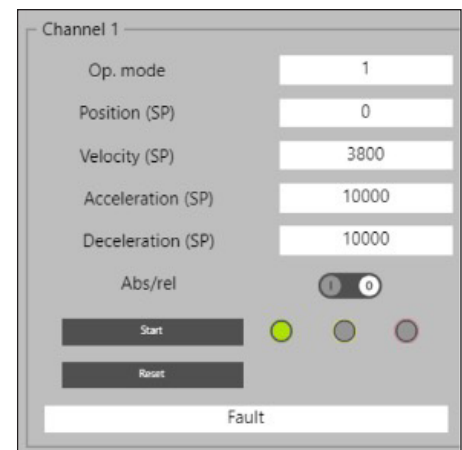 Channel 1
Op. mode 1
Position (SP) 0
Velocity (SP) 3800
Acceleration (SP) 10000
Deceleration (SP) 10000
Abs/rel I 0
Start
Reset
Fault